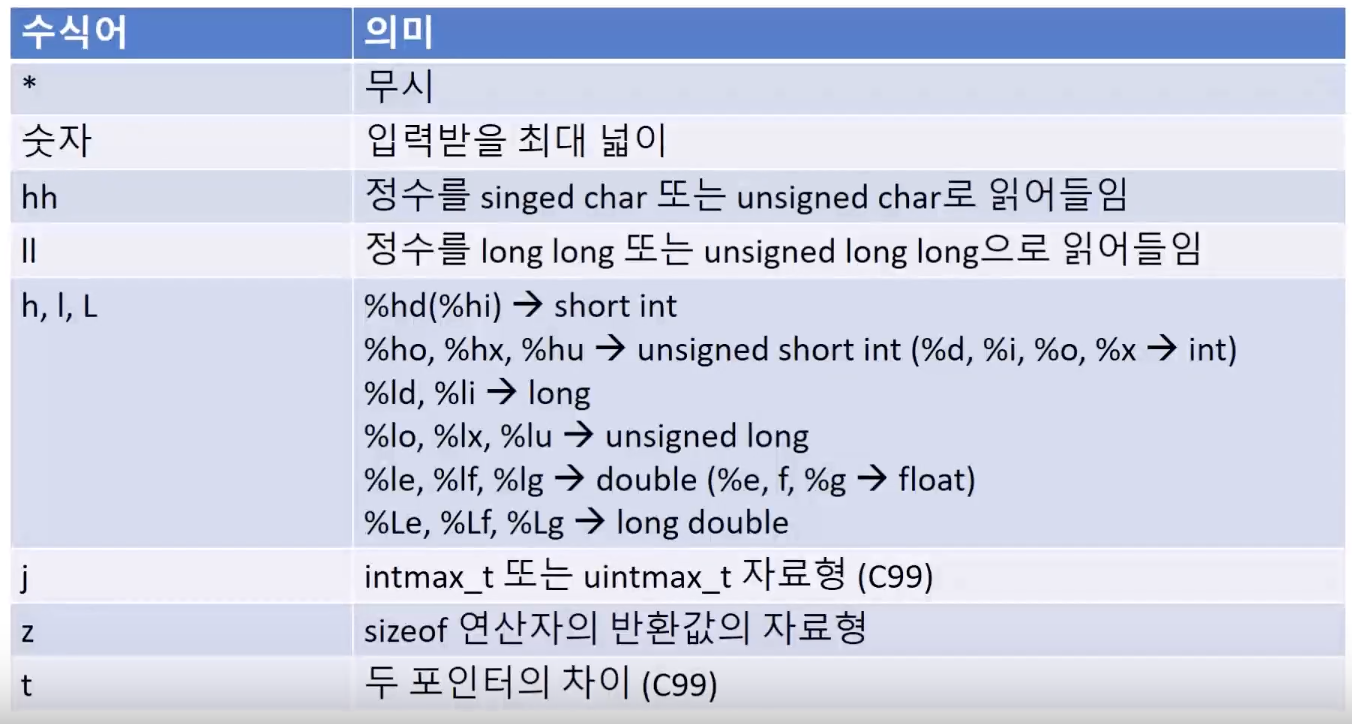 수식어 의미
* 무시
숫자 입력받을 최대 넓이
hh 정수를 singed char 또는 unsigned char로 읽어들임
ll 정수를 long long 또는 unsigned long long으로 읽어들임
h, l, L %hd(%hi) → short int
%ho, %hx, %hu → unsigned short int (%d, %i, %o, %x → int)
%ld, %li → long
%lo, %lx, %lu → unsigned long
%le, %lf, %lg → double (%e, f, %g → float)
%Le, %Lf, %Lg → long double
j intmax_t 또는 uintmax_t 자료형 (C99)
z sizeof 연산자의 반환값의 자료형
t 두 포인터의 차이 (C99)